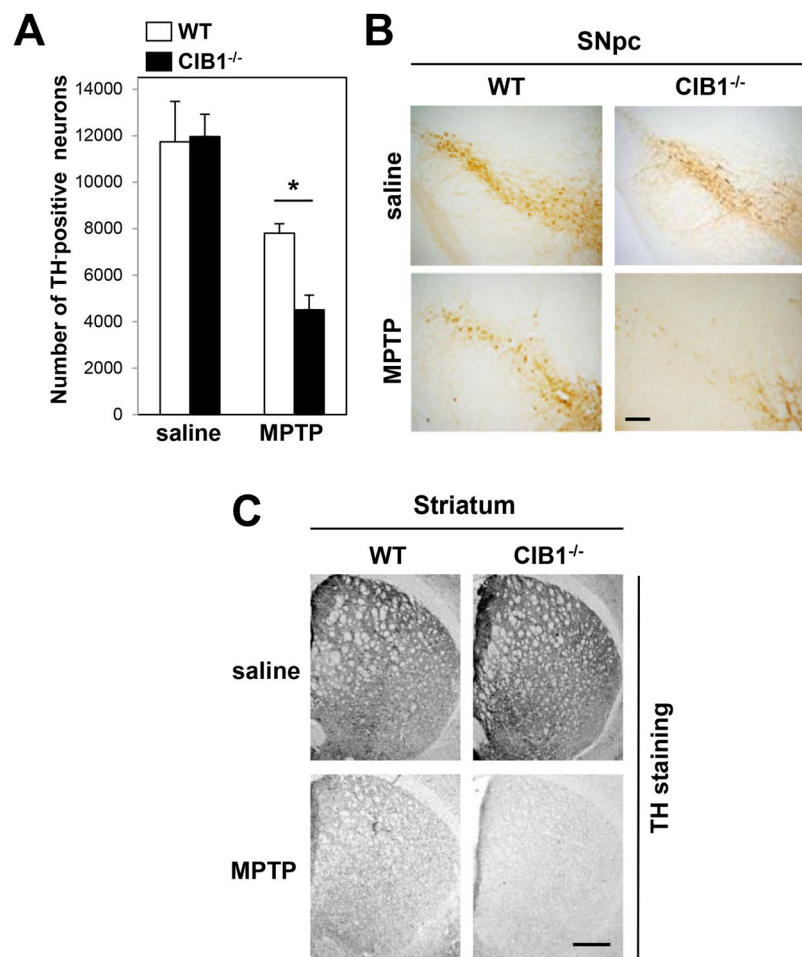 A
WT
CIB1-/-
Number of TH-positive neurons
14000
12000
10000
8000
6000
4000
2000
0
*
saline
MPTP
B
SNpc
WT
CIB1-/-
saline
MPTP
C
Striatum
WT
CIB1-/-
saline
MPTP
TH staining